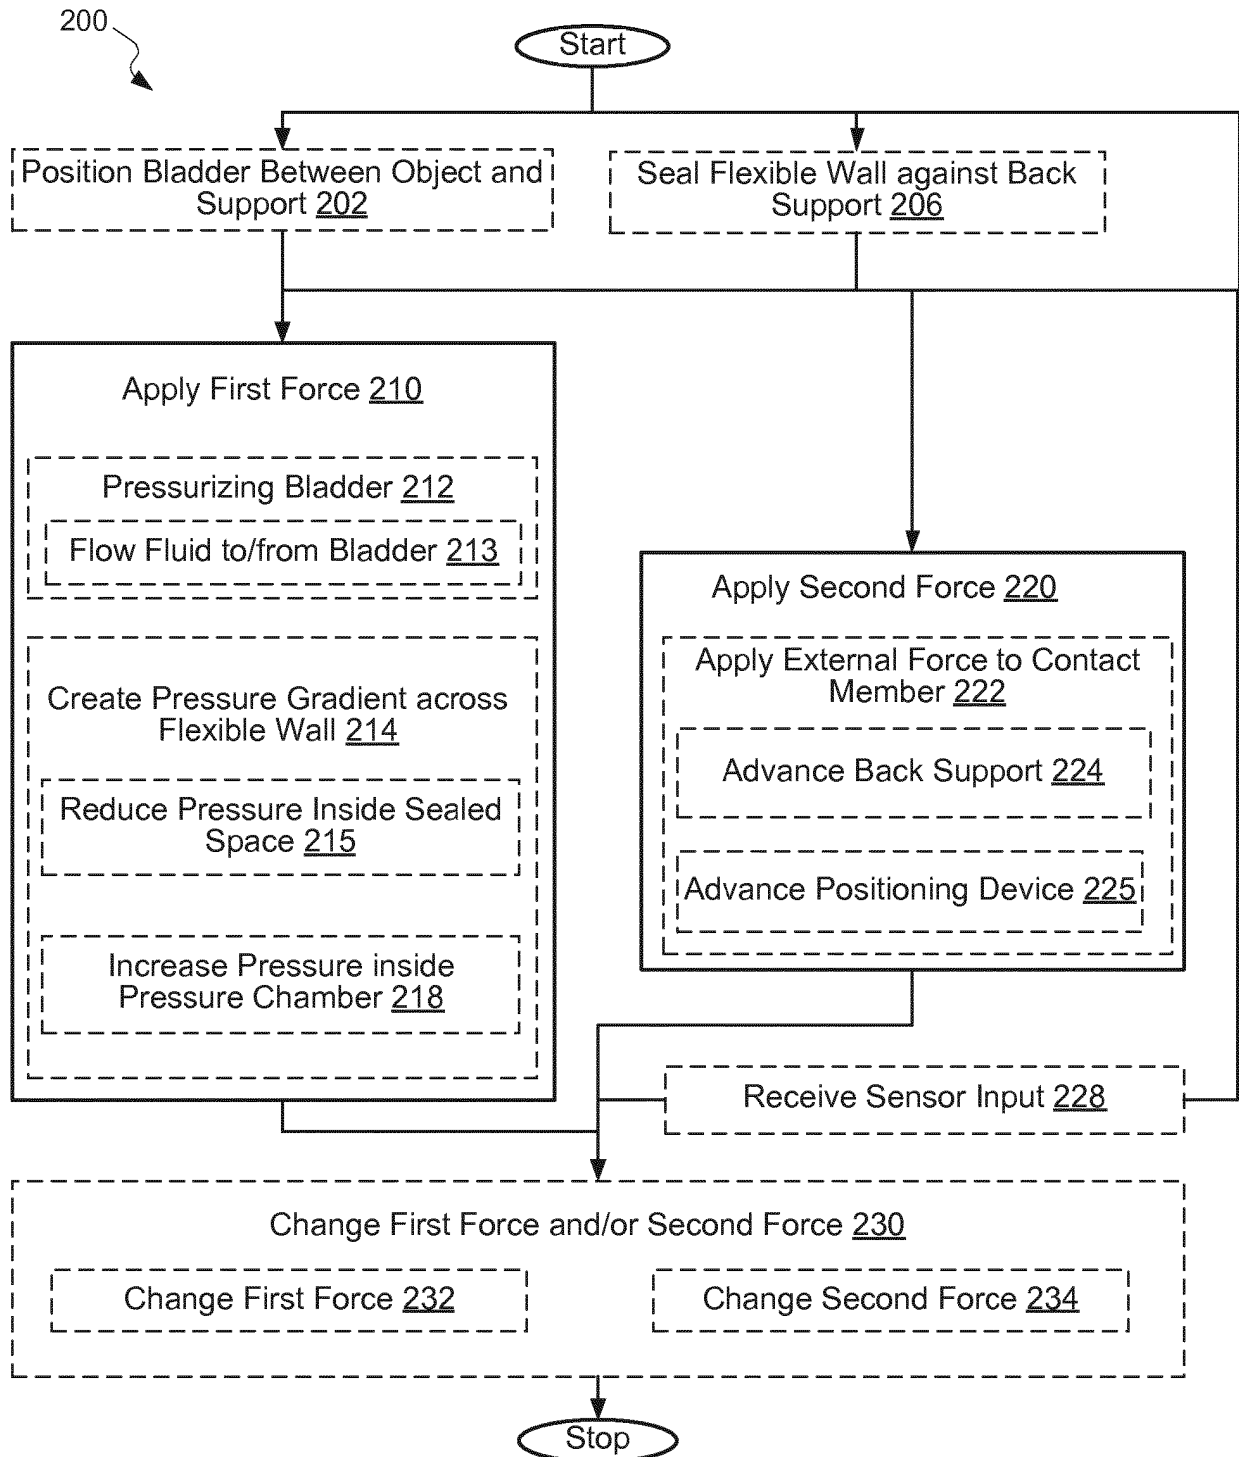 200
Start
Position Bladder Between Object and
Support 202
Seal Flexible Wall against Back
Support 206
Apply First Force 210
Pressurizing Bladder 212
Flow Fluid to/from Bladder 213
Create Pressure Gradient across
Flexible Wall 214
Reduce Pressure Inside Sealed
Space 215
Increase Pressure inside
Pressure Chamber 218
Apply Second Force 220
Apply External Force to Contact
Member 222
Advance Back Support 224
Advance Positioning Device 225
Receive Sensor Input 228
Change First Force and/or Second Force 230
Change First Force 232
Change Second Force 234
Stop